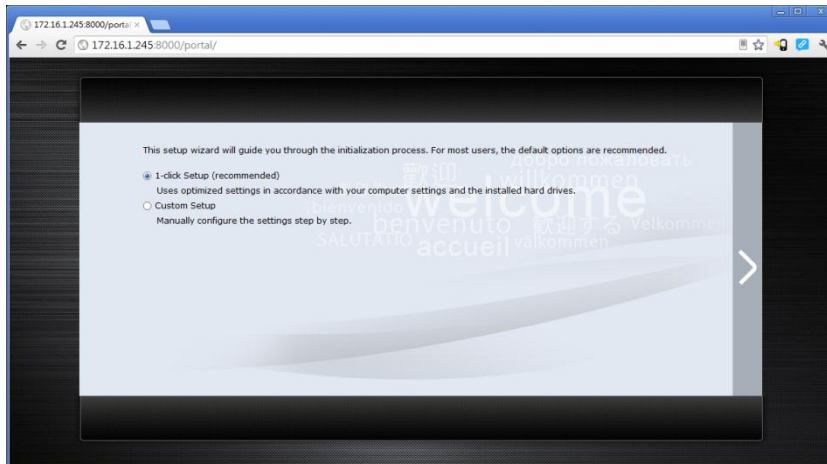 172.16.1.245:8000/portal
172.16.1.245:8000/portal/
This setup wizard will guide you through the initialization process. For most users, the default options are recommended.
1-click Setup (recommended)
Uses optimized settings in accordance with your computer settings and the installed hard drives.
Custom Setup
Manually configure the settings step by step.
добро пожаловать
歡迎
willkommen
bienvenido
welcome
benvenuto
歓迎する
Velkommen
SALUTATIO
accueil
välkommen